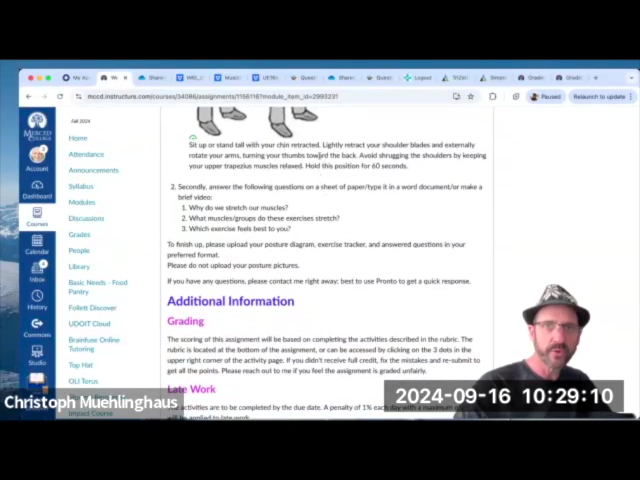 My Ac
mccd.instructure.com/courses/34086/assignments/1156116?module_item_id=2993231
Paused
Relaunch to update
MERCED
COLLEGE
Account
Dashboard
Courses
Calendar
Inbox
History
Commons
Studio
Fall 2024
Home
Attendance
Announcements
Syllabus
Modules
Discussions
Grades
People
Library
Basic Needs - Food
Pantry
Follett Discover
UDOIT Cloud
Brainfuse Online
Tutoring
Top Hat
OLI Torus
Impact Course
Sit up or stand tall with your chin retracted. Lightly retract your shoulder blades and externally
rotate your arms, turning your thumbs toward the back. Avoid shrugging the shoulders by keeping
your upper trapezius muscles relaxed. Hold this position for 60 seconds.
2. Secondly, answer the following questions on a sheet of paper/type it in a word document/or make a
brief video:
1. Why do we stretch our muscles?
2. What muscles/groups do these exercises stretch?
3. Which exercise feels best to you?
To finish up, please upload your posture diagram, exercise tracker, and answered questions in your
preferred format.
Please do not upload your posture pictures.
If you have any questions, please contact me right away: best to use Pronto to get a quick response.
Additional Information
Grading
The scoring of this assignment will be based on completing the activities described in the rubric. The
rubric is located at the bottom of the assignment, or can be accessed by clicking on the 3 dots in the
upper right corner of the activity page. If you didn't receive full credit, fix the mistakes and re-submit to
get all the points. Please reach out to me if you feel the assignment is graded unfairly.
Late Work
The activities are to be completed by the due date. A penalty of 1% each day with a maximum
will be applied to late work.
Christoph Muehlinghaus
2024-09-16 10:29:10